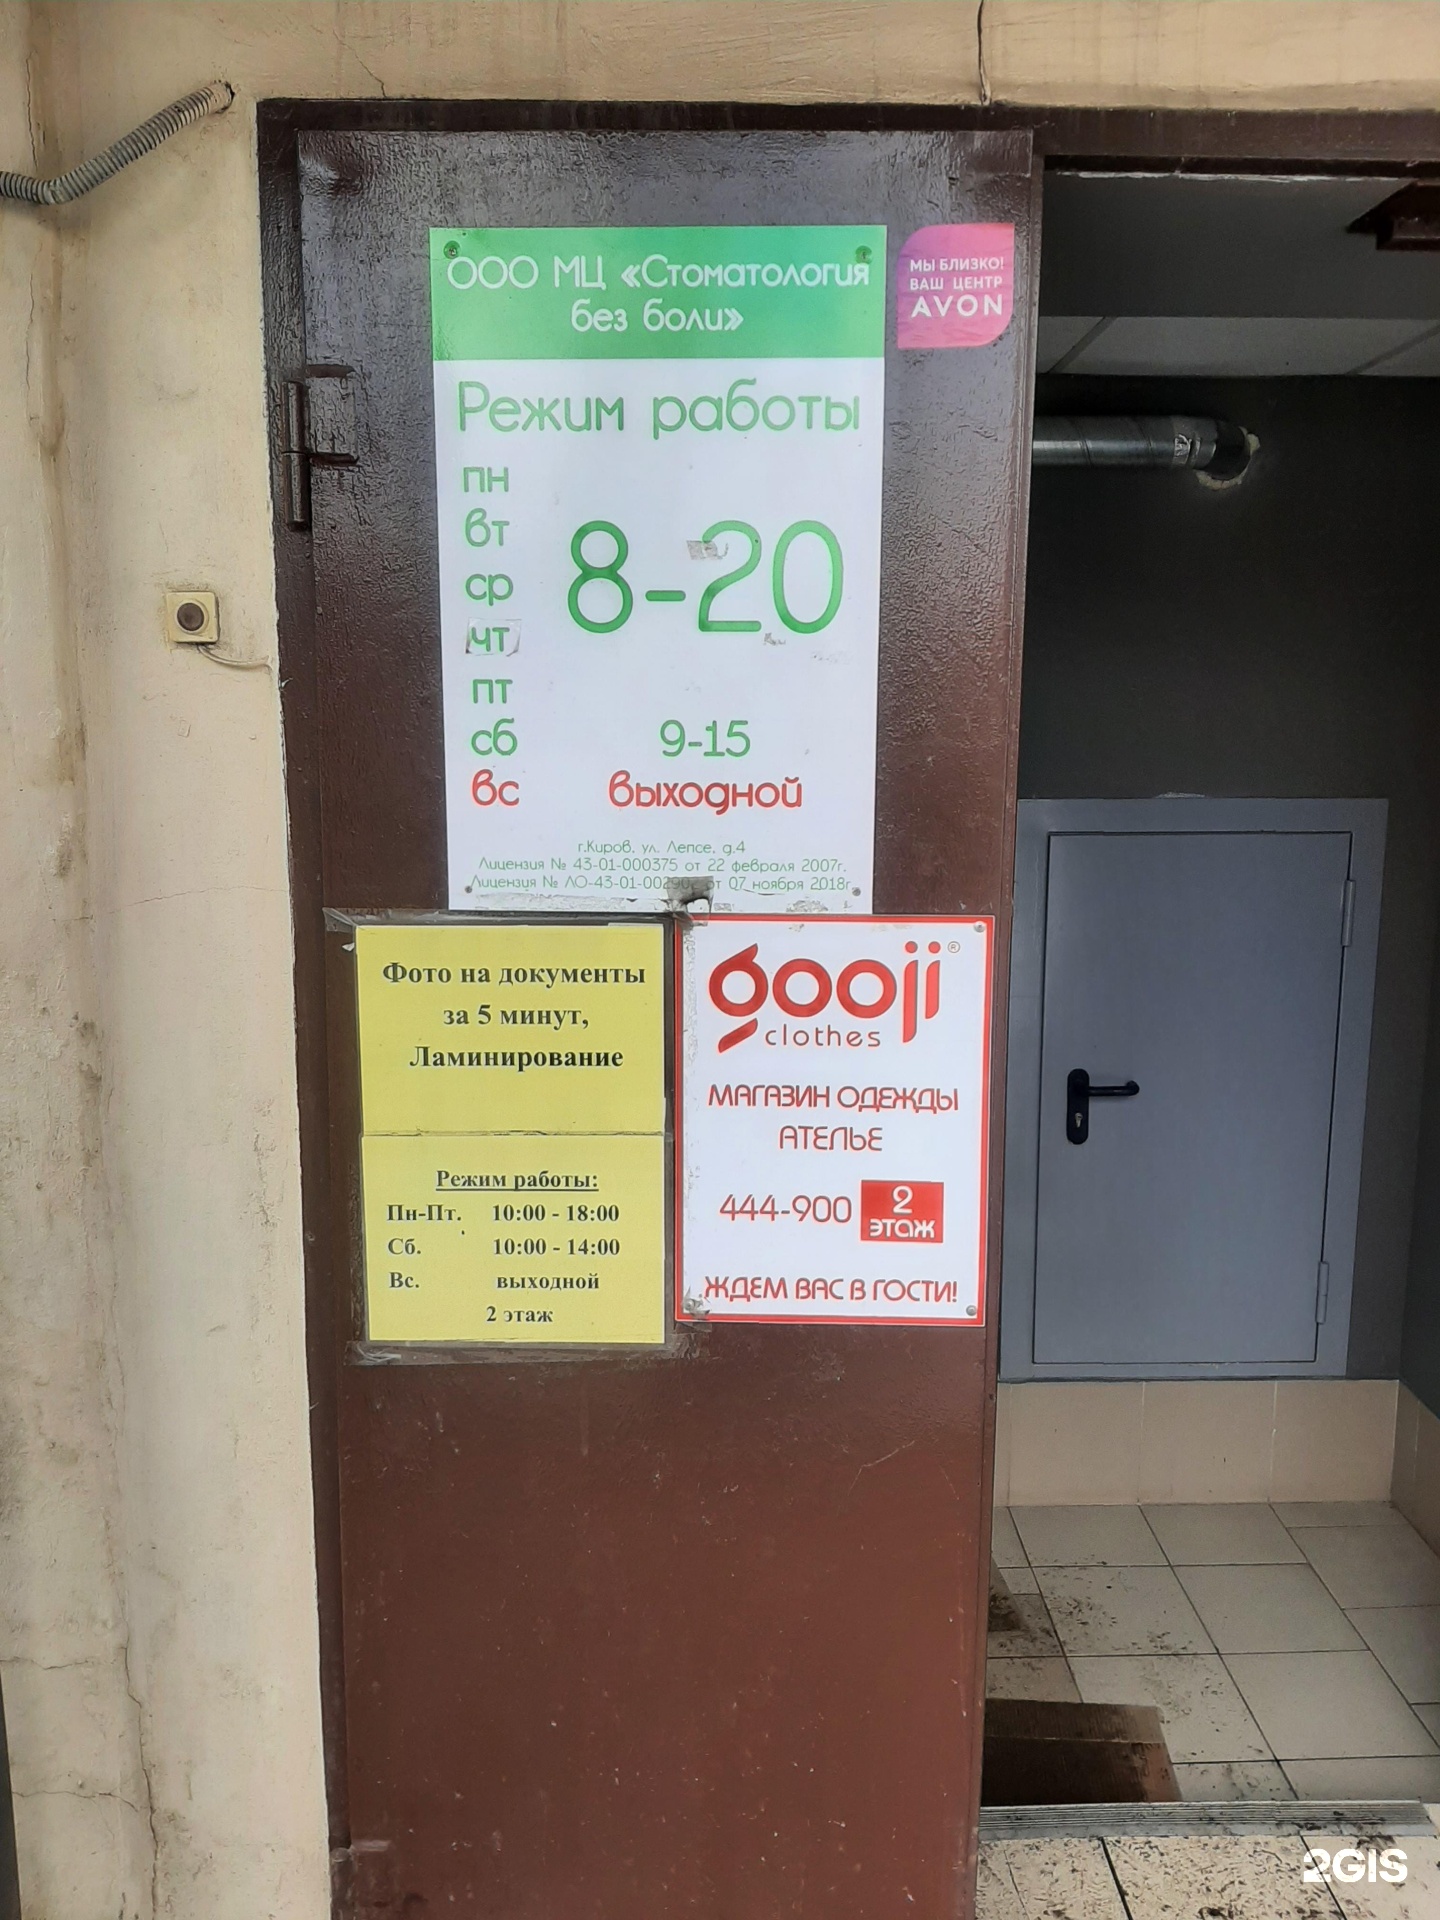 ООО МЦ «Стоматология
без боли»
МЫ БЛИЗКО!
ВАШ ЦЕНТР
AVON
Режим работы
пн
вт
ср
чт
пт
8-20
сб 9-15
вс выходной
г.Киров, ул. Лепсе, д.4
Лицензия № 43-01-000375 от 22 февраля 2007г.
Лицензия № ЛО-43-01-002902 от 07 ноября 2018г.
Фото на документы
за 5 минут,
Ламинирование
Режим работы:
Пн-Пт. 10:00 - 18:00
Сб. 10:00 - 14:00
Вс. выходной
2 этаж
gooji®
clothes
МАГАЗИН ОДЕЖДЫ
АТЕЛЬЕ
444-900 2 этаж
ЖДЕМ ВАС В ГОСТИ!
2GIS